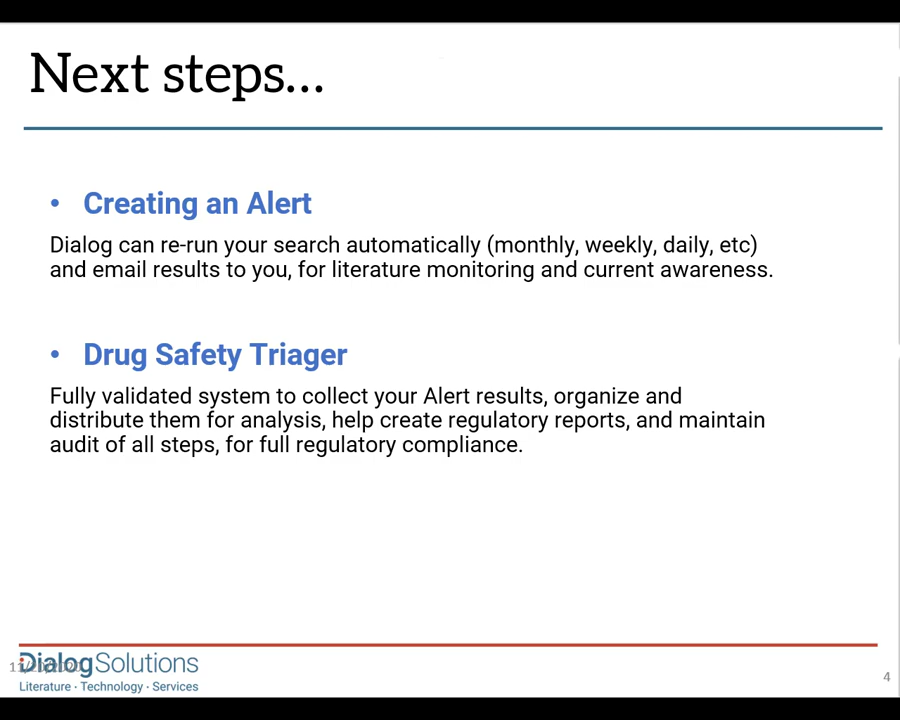 Next steps...
• Creating an Alert
Dialog can re-run your search automatically (monthly, weekly, daily, etc)
and email results to you, for literature monitoring and current awareness.
• Drug Safety Triager
Fully validated system to collect your Alert results, organize and
distribute them for analysis, help create regulatory reports, and maintain
audit of all steps, for full regulatory compliance.
DialogSolutions
Literature · Technology · Services
4